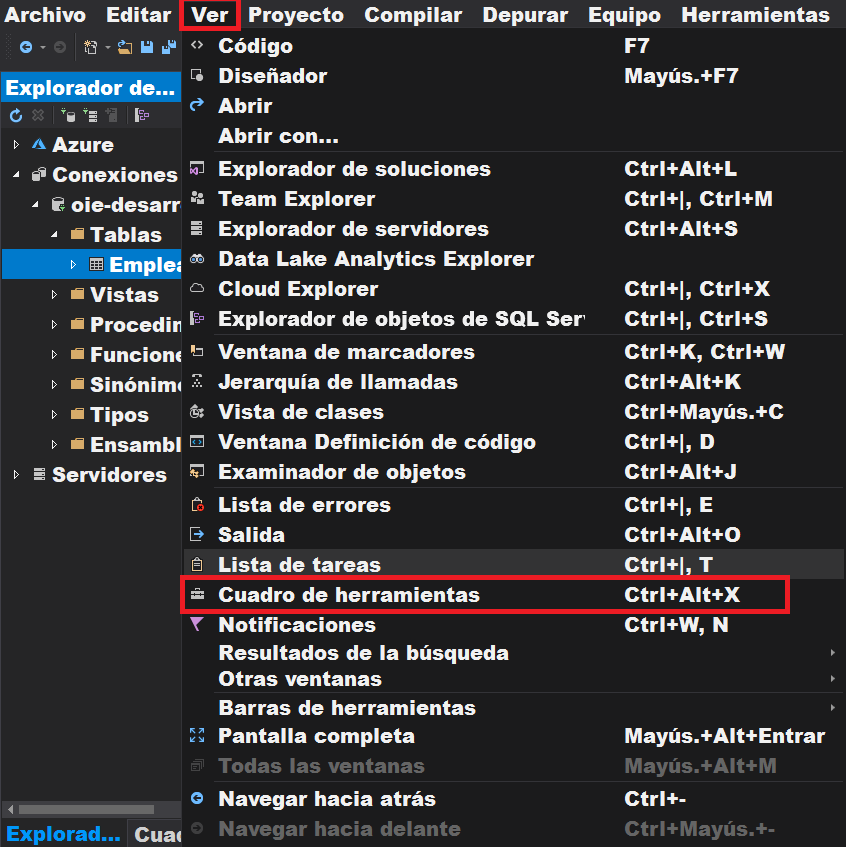 Archivo Editar Ver Proyecto Compilar Depurar Equipo Herramientas
Explorador de...
Azure
Conexiones
oie-desarr
Tablas
Emplea
Vistas
Procedin
Funcione
Sinónimo
Tipos
Ensambl
Servidores
Explorad... Cuad
Código F7
Diseñador Mayús.+F7
Abrir
Abrir con...
Explorador de soluciones Ctrl+Alt+L
Team Explorer Ctrl+|, Ctrl+M
Explorador de servidores Ctrl+Alt+S
Data Lake Analytics Explorer
Cloud Explorer Ctrl+|, Ctrl+X
Explorador de objetos de SQL Serv Ctrl+|, Ctrl+S
Ventana de marcadores Ctrl+K, Ctrl+W
Jerarquía de llamadas Ctrl+Alt+K
Vista de clases Ctrl+Mayús.+C
Ventana Definición de código Ctrl+|, D
Examinador de objetos Ctrl+Alt+J
Lista de errores Ctrl+|, E
Salida Ctrl+Alt+O
Lista de tareas Ctrl+|, T
Cuadro de herramientas Ctrl+Alt+X
Notificaciones Ctrl+W, N
Resultados de la búsqueda
Otras ventanas
Barras de herramientas
Pantalla completa Mayús.+Alt+Entrar
Todas las ventanas Mayús.+Alt+M
Navegar hacia atrás Ctrl+-
Navegar hacia delante Ctrl+Mayús.+-